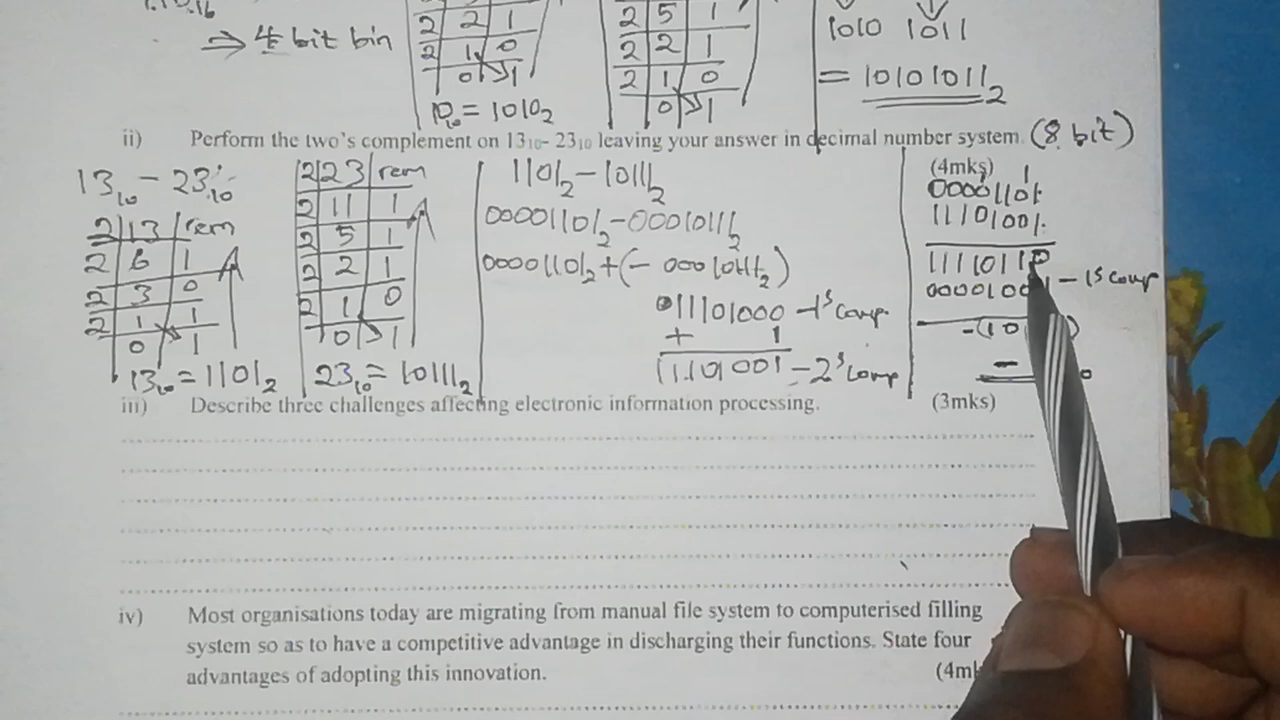 ⇒ 4 bit bin
2 2 1
2 1 0
0 1
10₁₀ = 1010₂
2 5 1
2 2 1
2 1 0
0 1
1010 1011
= 10101011₂
ii) Perform the two's complement on 13₁₀- 23₁₀ leaving your answer in decimal number system. (8 bit)
(4mks)
13₁₀ - 23₁₀
2 13 rem
2 6 1
2 3 0
2 1 1
0 1
13₁₀ = 1101₂
2 23 rem
2 11 1
2 5 1
2 2 1
2 1 0
0 1
23₁₀ = 10111₂
1101₂ - 10111₂
00001101₂ - 00010111₂
00001101₂ + (- 00010111₂)
11101000 - 1s comp
+ 1
11101001 - 2s comp
1 1
00001101
11101001
11110110
0000100 - 1s comp
-(10
iii) Describe three challenges affecting electronic information processing. (3mks)
iv) Most organisations today are migrating from manual file system to computerised filling
system so as to have a competitive advantage in discharging their functions. State four
advantages of adopting this innovation.